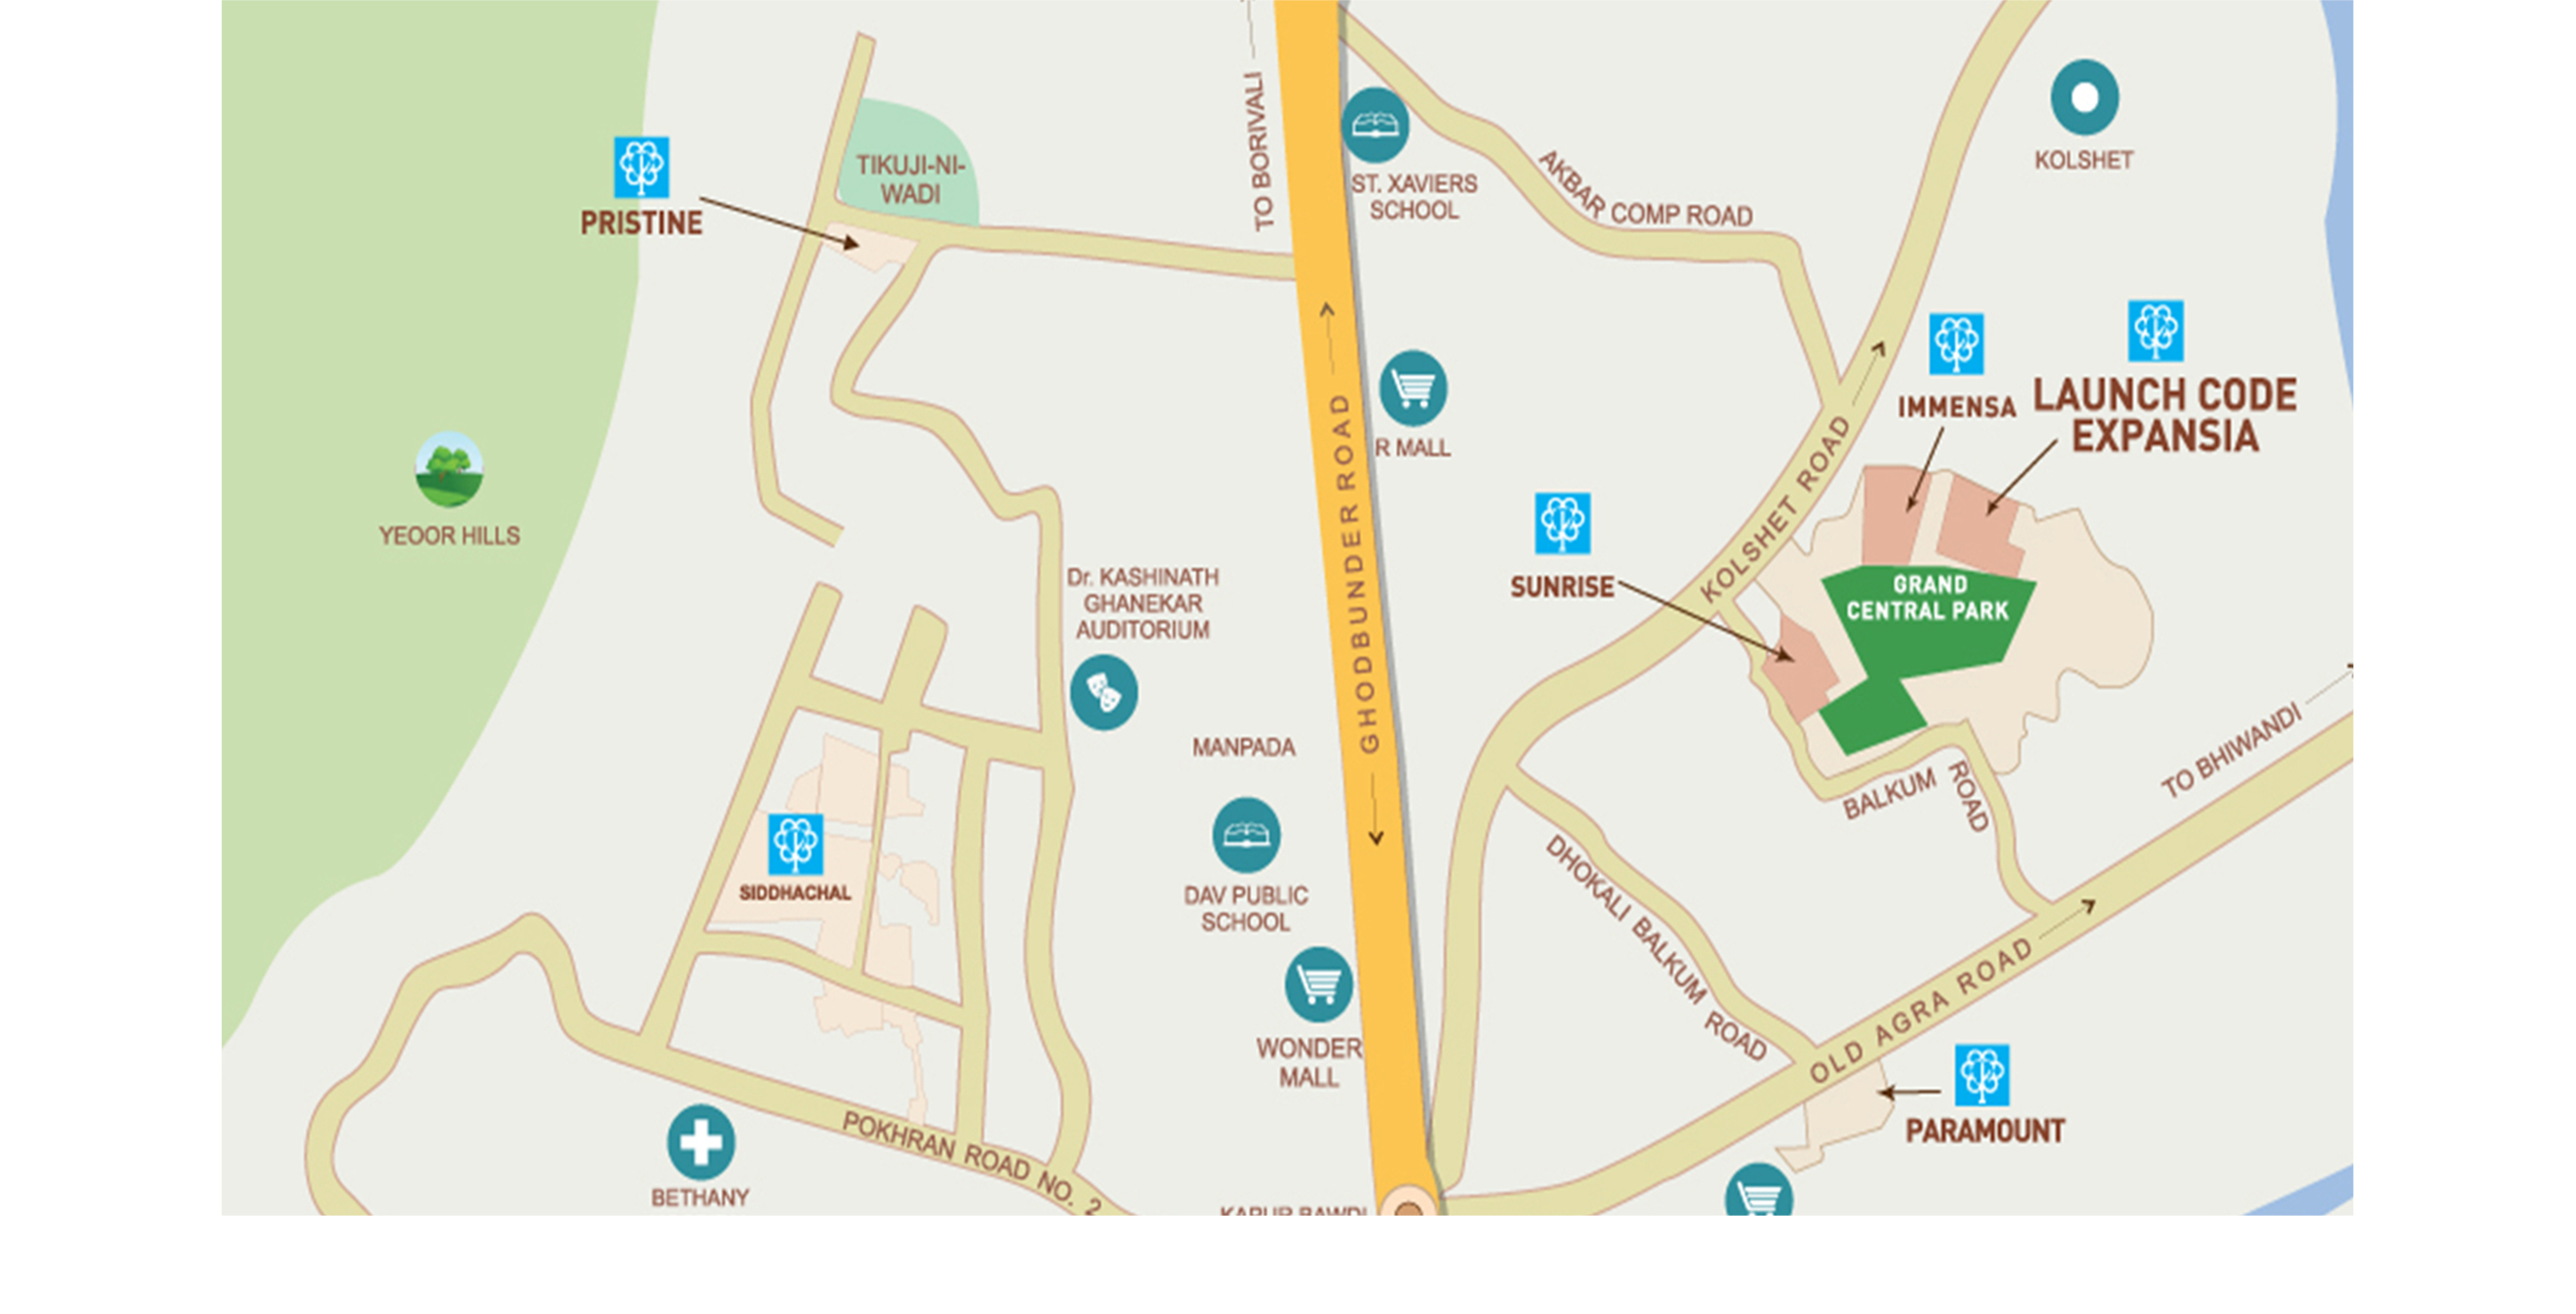 TO BORIVALI
TIKUJI-NI-
WADI
PRISTINE
ST. XAVIERS
SCHOOL
AKBAR COMP ROAD
KOLSHET
YEOOR HILLS
R MALL
GHODBUNDER ROAD
KOLSHET ROAD
IMMENSA
LAUNCH CODE
EXPANSIA
SUNRISE
GRAND
CENTRAL PARK
Dr. KASHINATH
GHANEKAR
AUDITORIUM
MANPADA
DAV PUBLIC
SCHOOL
WONDER
MALL
SIDDHACHAL
BALKUM ROAD
TO BHIWANDI
DHOKALI BALKUM ROAD
OLD AGRA ROAD
PARAMOUNT
BETHANY
POKHRAN ROAD NO. 2
KAPUR BAWDI